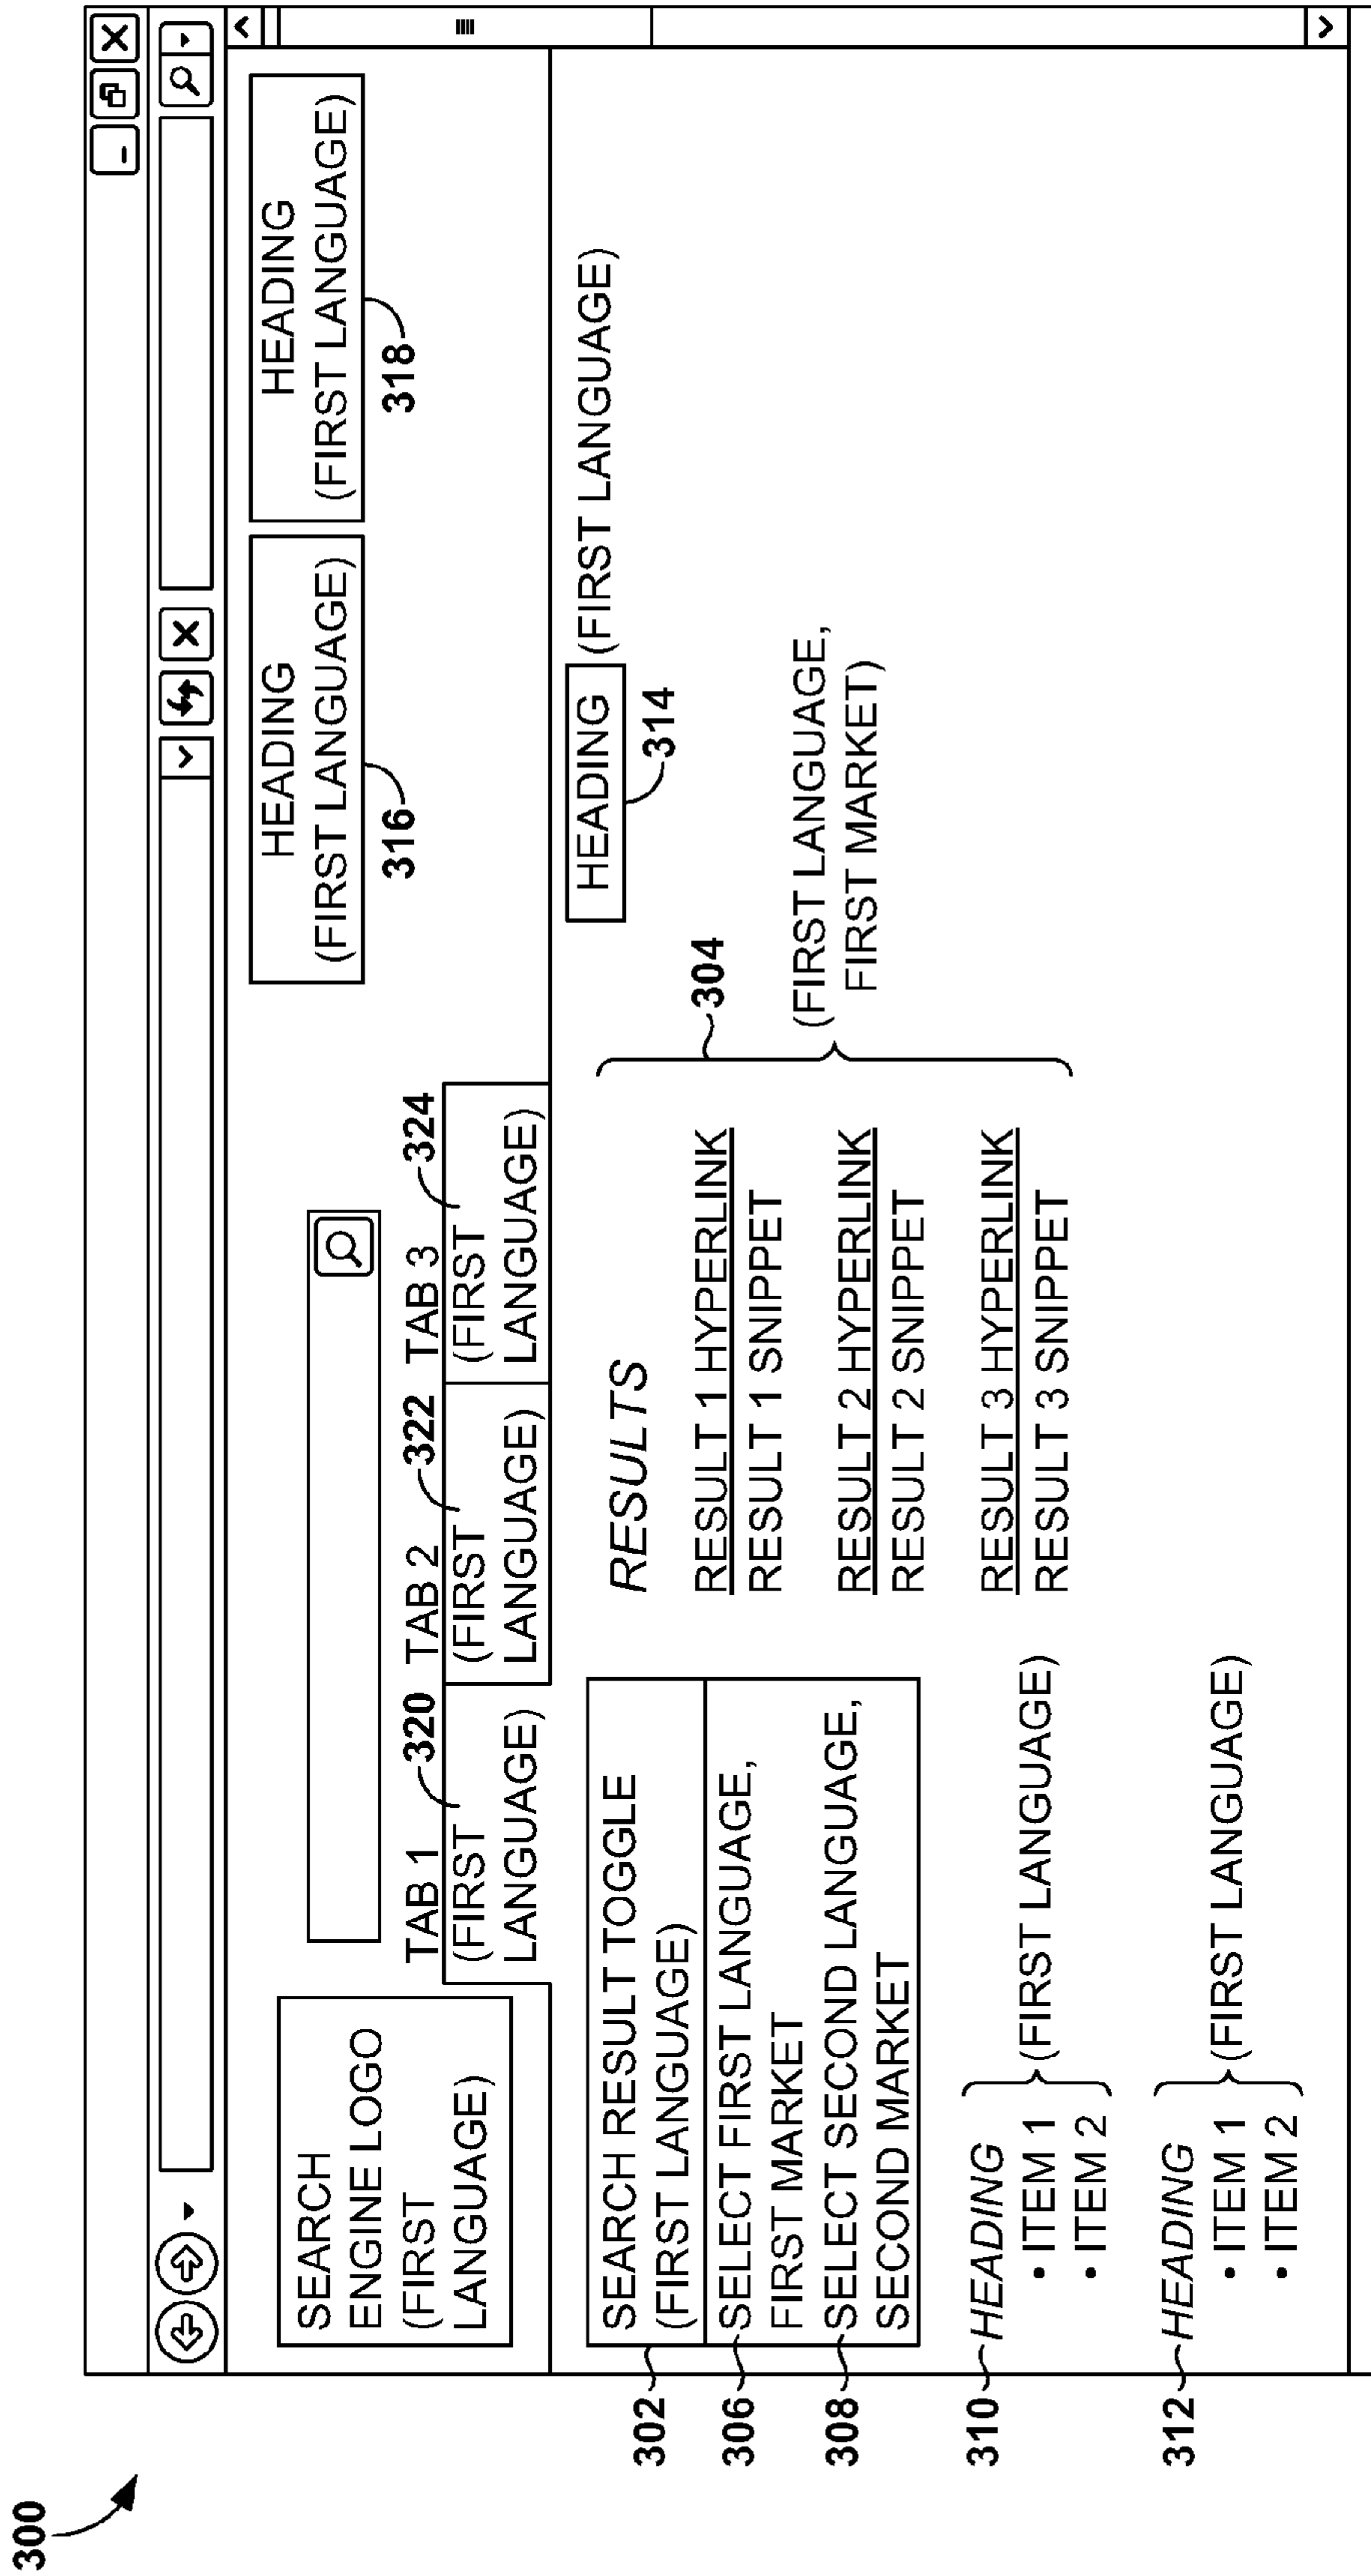 300
SEARCH
ENGINE LOGO
(FIRST
LANGUAGE)
HEADING
(FIRST LANGUAGE)
316
HEADING
(FIRST LANGUAGE)
318
TAB 1 320 TAB 2 322 TAB 3 324
(FIRST
LANGUAGE)
(FIRST
LANGUAGE)
(FIRST
LANGUAGE)
302
SEARCH RESULT TOGGLE
(FIRST LANGUAGE)
306
SELECT FIRST LANGUAGE,
FIRST MARKET
308
SELECT SECOND LANGUAGE,
SECOND MARKET
310
HEADING
• ITEM 1
• ITEM 2
(FIRST LANGUAGE)
312
HEADING
• ITEM 1
• ITEM 2
(FIRST LANGUAGE)
RESULTS
RESULT 1 HYPERLINK
RESULT 1 SNIPPET
RESULT 2 HYPERLINK
RESULT 2 SNIPPET
RESULT 3 HYPERLINK
RESULT 3 SNIPPET
304
(FIRST LANGUAGE,
FIRST MARKET)
HEADING (FIRST LANGUAGE)
314